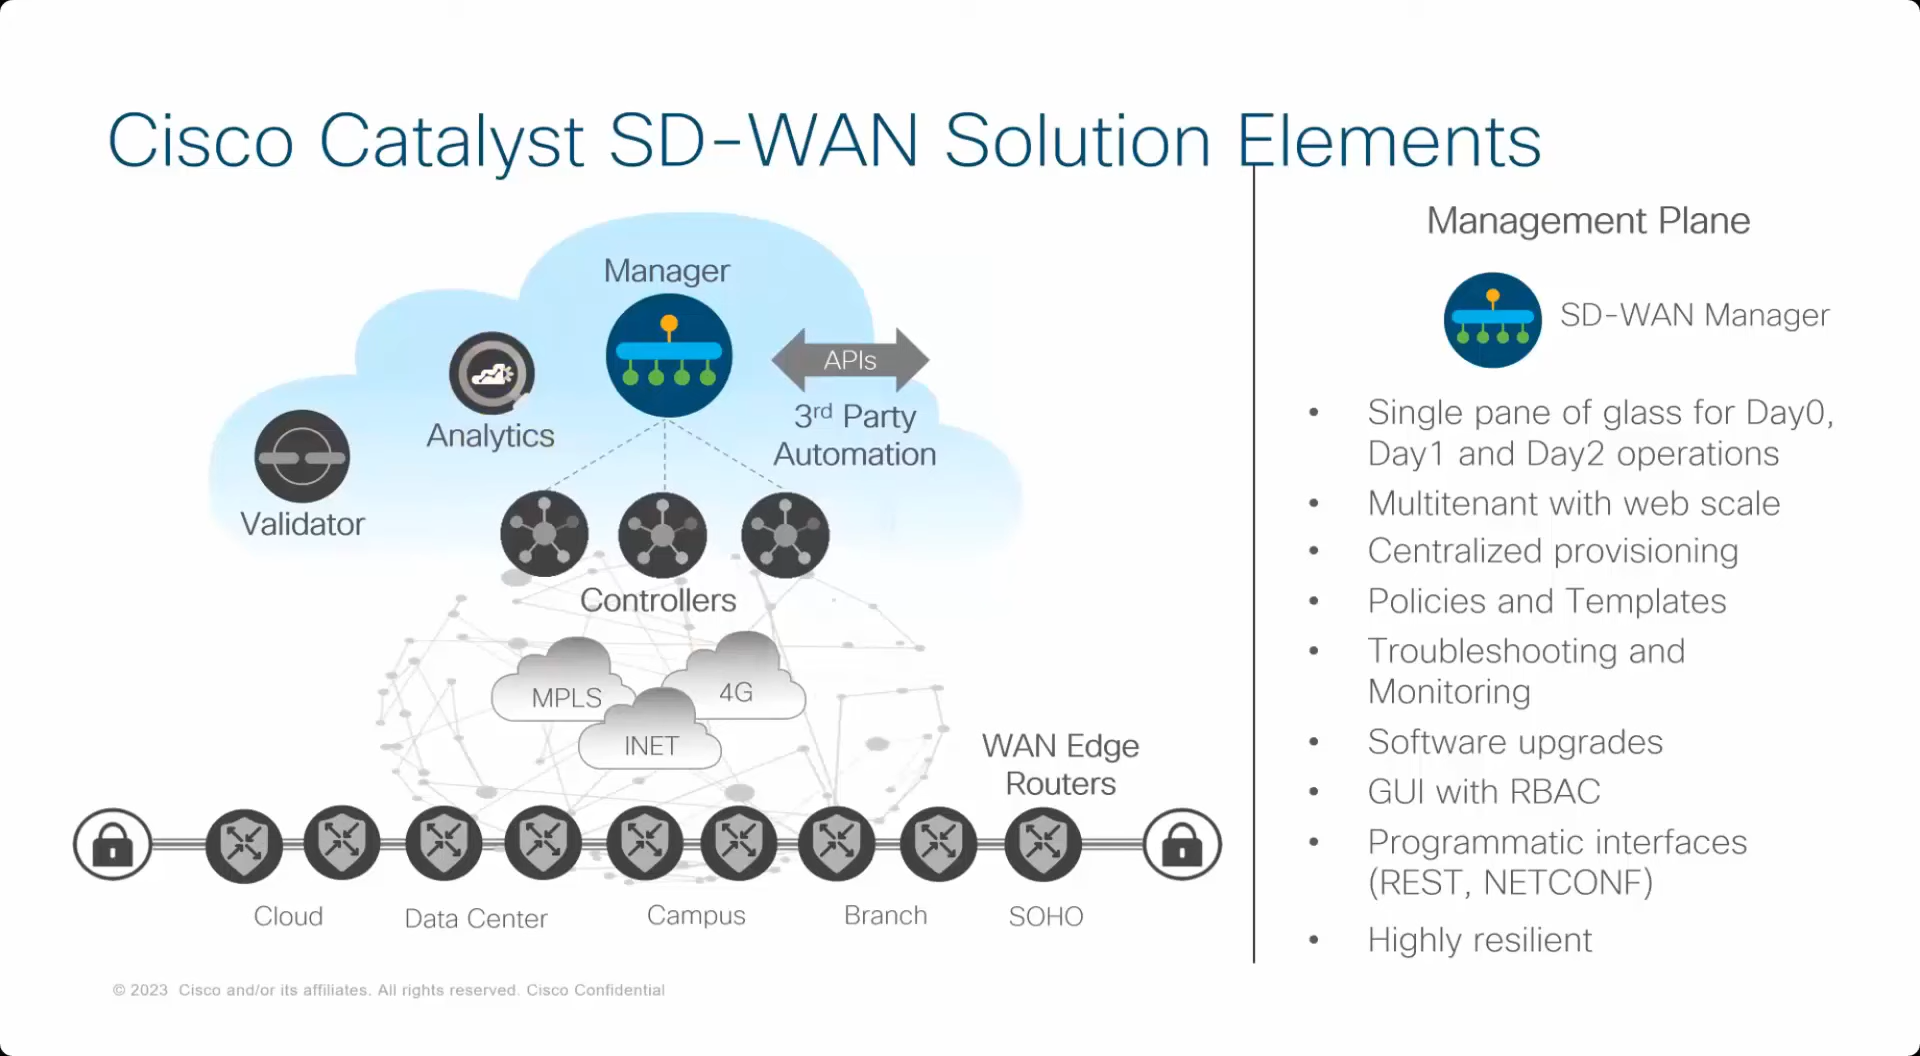 Cisco Catalyst SD-WAN Solution Elements
Manager
Analytics
APIs
3rd Party
Automation
Validator
Controllers
MPLS
4G
INET
WAN Edge
Routers
Cloud
Data Center
Campus
Branch
SOHO
Management Plane
SD-WAN Manager
• Single pane of glass for Day0,
Day1 and Day2 operations
• Multitenant with web scale
• Centralized provisioning
• Policies and Templates
• Troubleshooting and
Monitoring
• Software upgrades
• GUI with RBAC
• Programmatic interfaces
(REST, NETCONF)
• Highly resilient
© 2023 Cisco and/or its affiliates. All rights reserved. Cisco Confidential